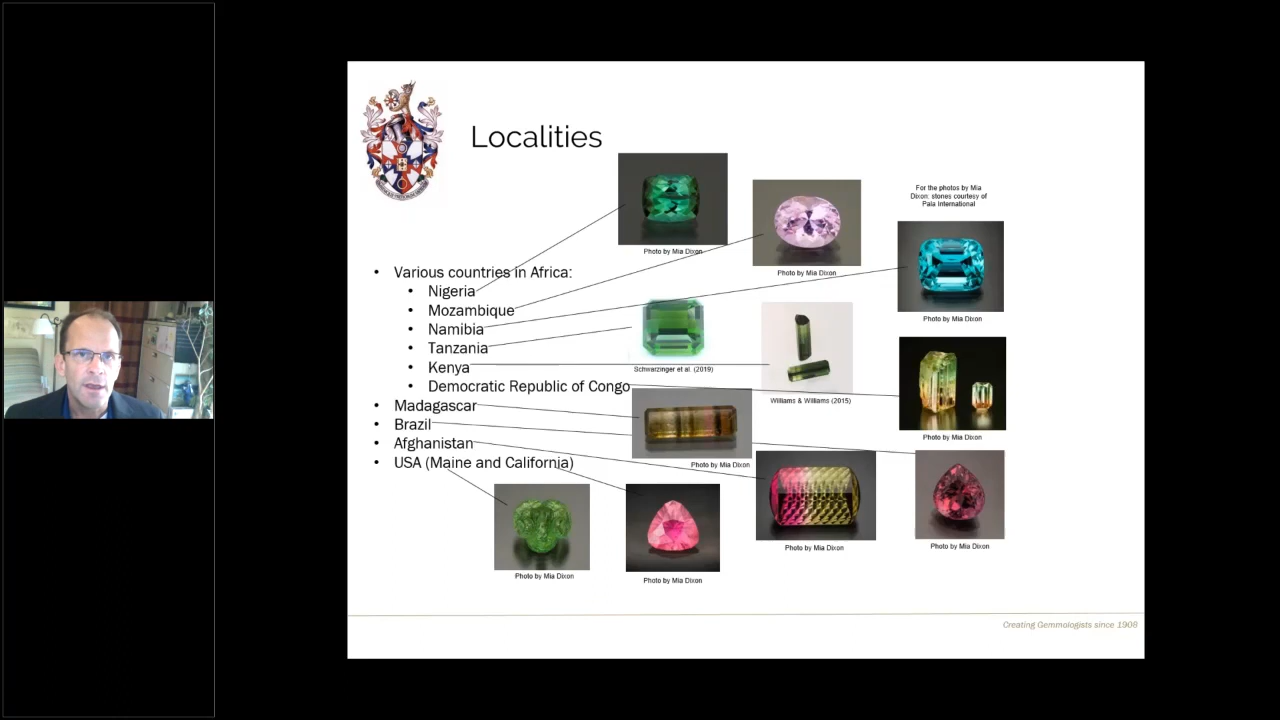 Localities
For the photos by Mia
Dixon: stones courtesy of
Pala International
Photo by Mia Dixon
Photo by Mia Dixon
Photo by Mia Dixon
• Various countries in Africa:
• Nigeria
• Mozambique
• Namibia
• Tanzania
• Kenya
• Democratic Republic of Congo
• Madagascar
• Brazil
• Afghanistan
• USA (Maine and California)
Schwarzinger et al. (2019)
Williams & Williams (2015)
Photo by Mia Dixon
Photo by Mia Dixon
Photo by Mia Dixon
Photo by Mia Dixon
Photo by Mia Dixon
Photo by Mia Dixon
Creating Gemmologists since 1908